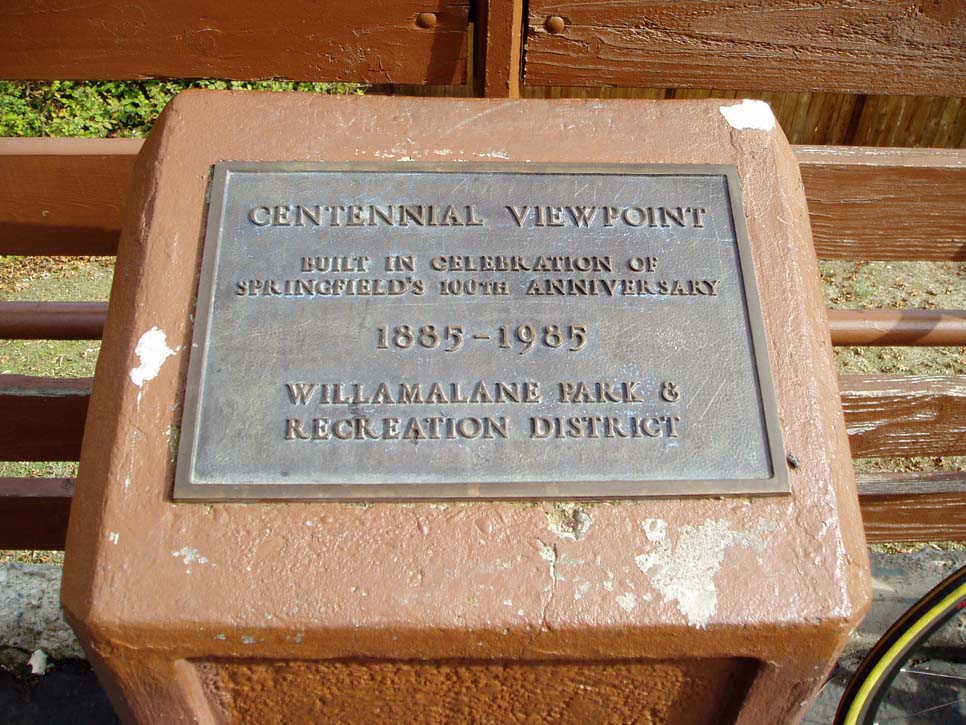 CENTENNIAL VIEWPOINT
BUILT IN CELEBRATION OF
SPRINGFIELD'S 100TH ANNIVERSARY
1885-1985
WILLAMALANE PARK &
RECREATION DISTRICT